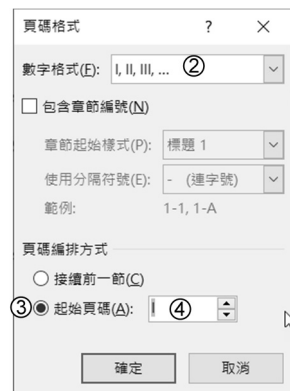 頁碼格式 ? ×
數字格式(F): I, II, III, ... ②
包含章節編號(N)
章節起始樣式(P): 標題 1
使用分隔符號(E): - (連字號)
範例: 1-1, 1-A
頁碼編排方式
接續前一節(C)
③ 起始頁碼(A): I ④
確定 取消